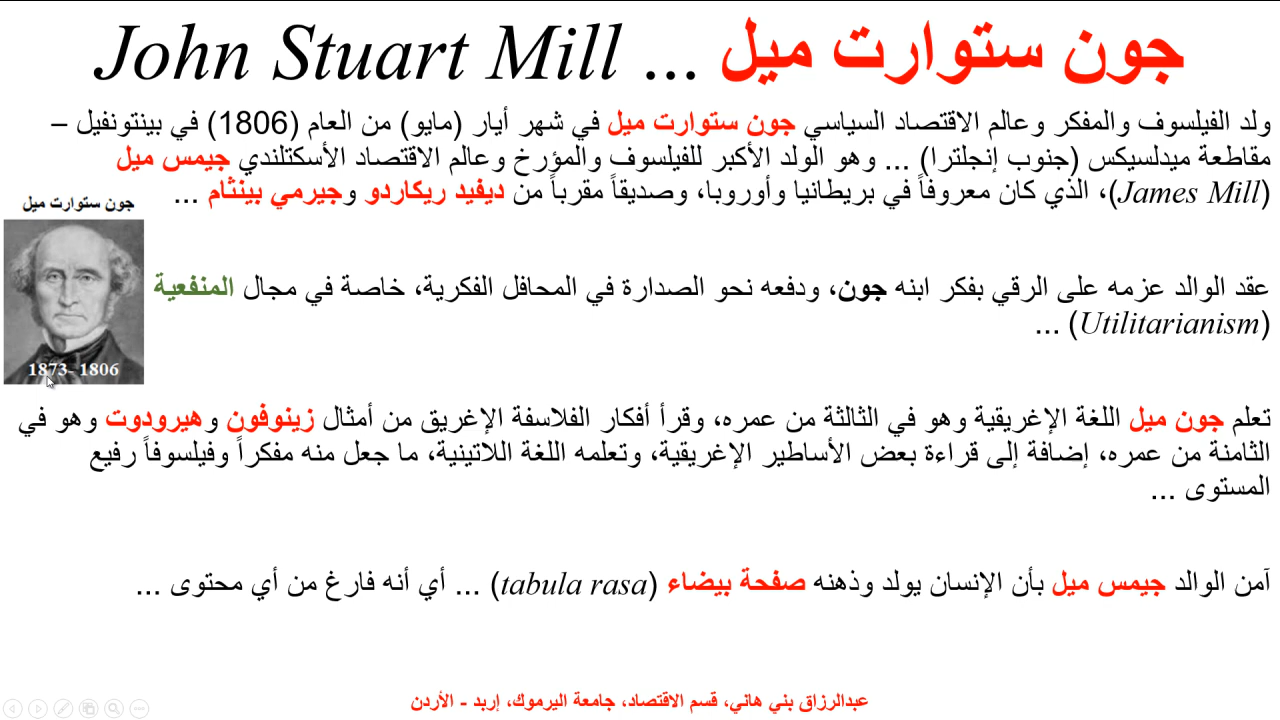 جون ستوارت ميل ... John Stuart Mill
ولد الفيلسوف والمفكر وعالم الاقتصاد السياسي جون ستوارت ميل في شهر أيار (مايو) من العام (1806) في بينتونفيل –
مقاطعة ميدلسيكس (جنوب إنجلترا) ... وهو الولد الأكبر للفيلسوف والمؤرخ وعالم الاقتصاد الأسكتلندي جيمس ميل
(James Mill)، الذي كان معروفاً في بريطانيا وأوروبا، وصديقاً مقرباً من ديفيد ريكاردو وجيرمي بينثام ...
جون ستوارت ميل
1873- 1806
عقد الوالد عزمه على الرقي بفكر ابنه جون، ودفعه نحو الصدارة في المحافل الفكرية، خاصة في مجال المنفعية
(Utilitarianism) ...
تعلم جون ميل اللغة الإغريقية وهو في الثالثة من عمره، وقرأ أفكار الفلاسفة الإغريق من أمثال زينوفون وهيرودوت وهو في
الثامنة من عمره، إضافة إلى قراءة بعض الأساطير الإغريقية، وتعلمه اللغة اللاتينية، ما جعل منه مفكراً وفيلسوفاً رفيع
المستوى ...
آمن الوالد جيمس ميل بأن الإنسان يولد وذهنه صفحة بيضاء (tabula rasa) ... أي أنه فارغ من أي محتوى ...
عبدالرزاق بني هاني، قسم الاقتصاد، جامعة اليرموك، إربد - الأردن